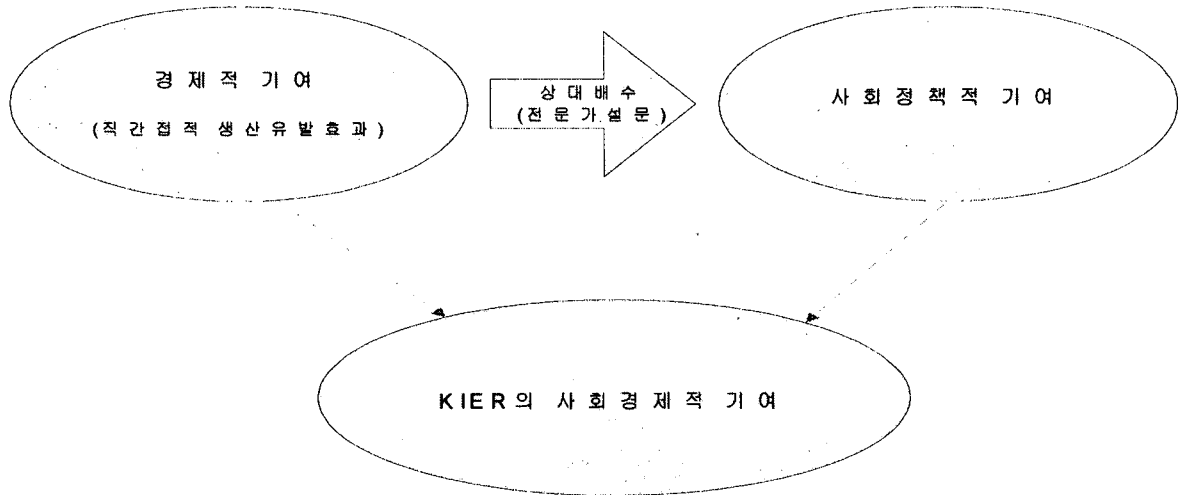 경제적 기여
(직간접적 생산유발효과)
상대배수
(전문가설문)
사회정책적 기여
KIER의 사회경제적 기여